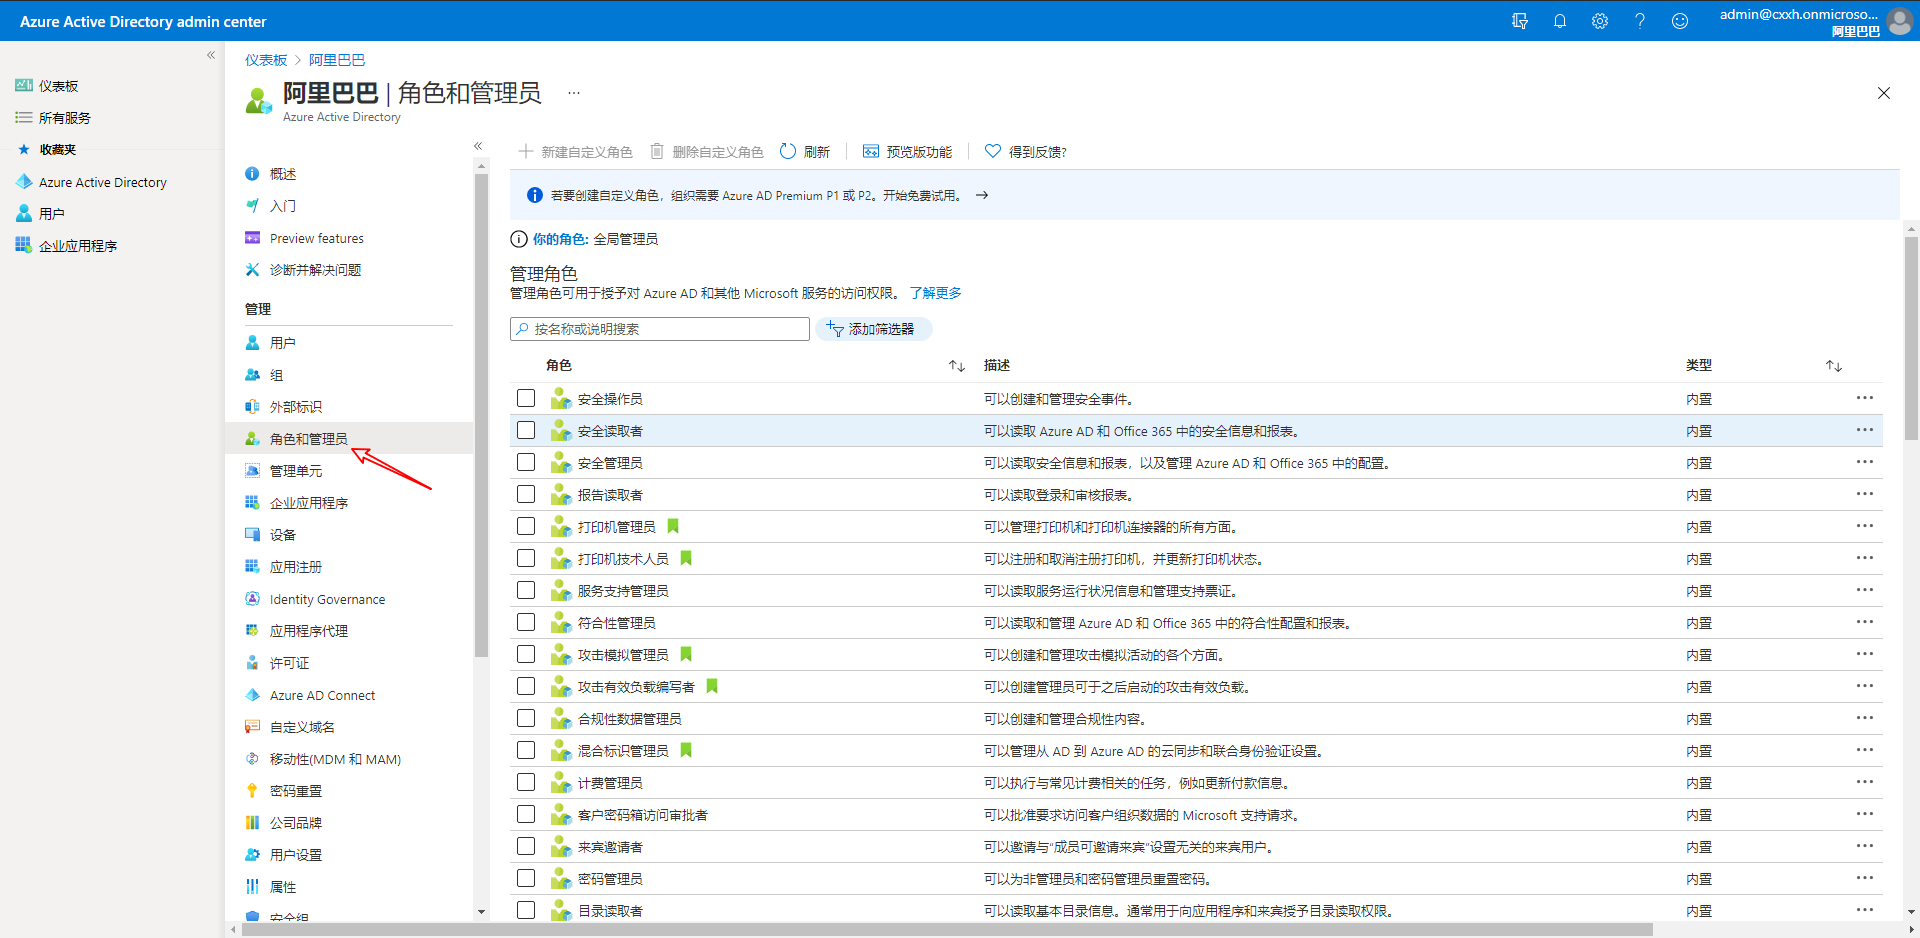 Azure Active Directory admin center
admin@cxxh.onmicroso...
阿里巴巴
仪表板
所有服务
收藏夹
Azure Active Directory
用户
企业应用程序
仪表板 > 阿里巴巴
阿里巴巴 | 角色和管理员 ...
Azure Active Directory
概述
入门
Preview features
诊断并解决问题
管理
用户
组
外部标识
角色和管理员
管理单元
企业应用程序
设备
应用注册
Identity Governance
应用程序代理
许可证
Azure AD Connect
自定义域名
移动性(MDM 和 MAM)
密码重置
公司品牌
用户设置
属性
安全组
新建自定义角色 删除自定义角色 刷新 预览版功能 得到反馈?
若要创建自定义角色，组织需要 Azure AD Premium P1 或 P2。开始免费试用。 →
你的角色: 全局管理员
管理角色
管理角色可用于授予对 Azure AD 和其他 Microsoft 服务的访问权限。 了解更多
按名称或说明搜索 添加筛选器
角色 描述 类型
安全操作员 可以创建和管理安全事件。 内置
安全读取者 可以读取 Azure AD 和 Office 365 中的安全信息和报表。 内置
安全管理员 可以读取安全信息和报表，以及管理 Azure AD 和 Office 365 中的配置。 内置
报告读取者 可以读取登录和审核报表。 内置
打印机管理员 可以管理打印机和打印机连接器的所有方面。 内置
打印机技术人员 可以注册和取消注册打印机，并更新打印机状态。 内置
服务支持管理员 可以读取服务运行状况信息和管理支持票证。 内置
符合性管理员 可以读取和管理 Azure AD 和 Office 365 中的符合性配置和报表。 内置
攻击模拟管理员 可以创建和管理攻击模拟活动的各个方面。 内置
攻击有效负载编写者 可以创建管理员可于之后启动的攻击有效负载。 内置
合规性数据管理员 可以创建和管理合规性内容。 内置
混合标识管理员 可以管理从 AD 到 Azure AD 的云同步和联合身份验证设置。 内置
计费管理员 可以执行与常见计费相关的任务，例如更新付款信息。 内置
客户密码箱访问审批者 可以批准要求访问客户组织数据的 Microsoft 支持请求。 内置
来宾邀请者 可以邀请与“成员可邀请来宾”设置无关的来宾用户。 内置
密码管理员 可以为非管理员和密码管理员重置密码。 内置
目录读取者 可以读取基本目录信息。通常用于向应用程序和来宾授予目录读取权限。 内置